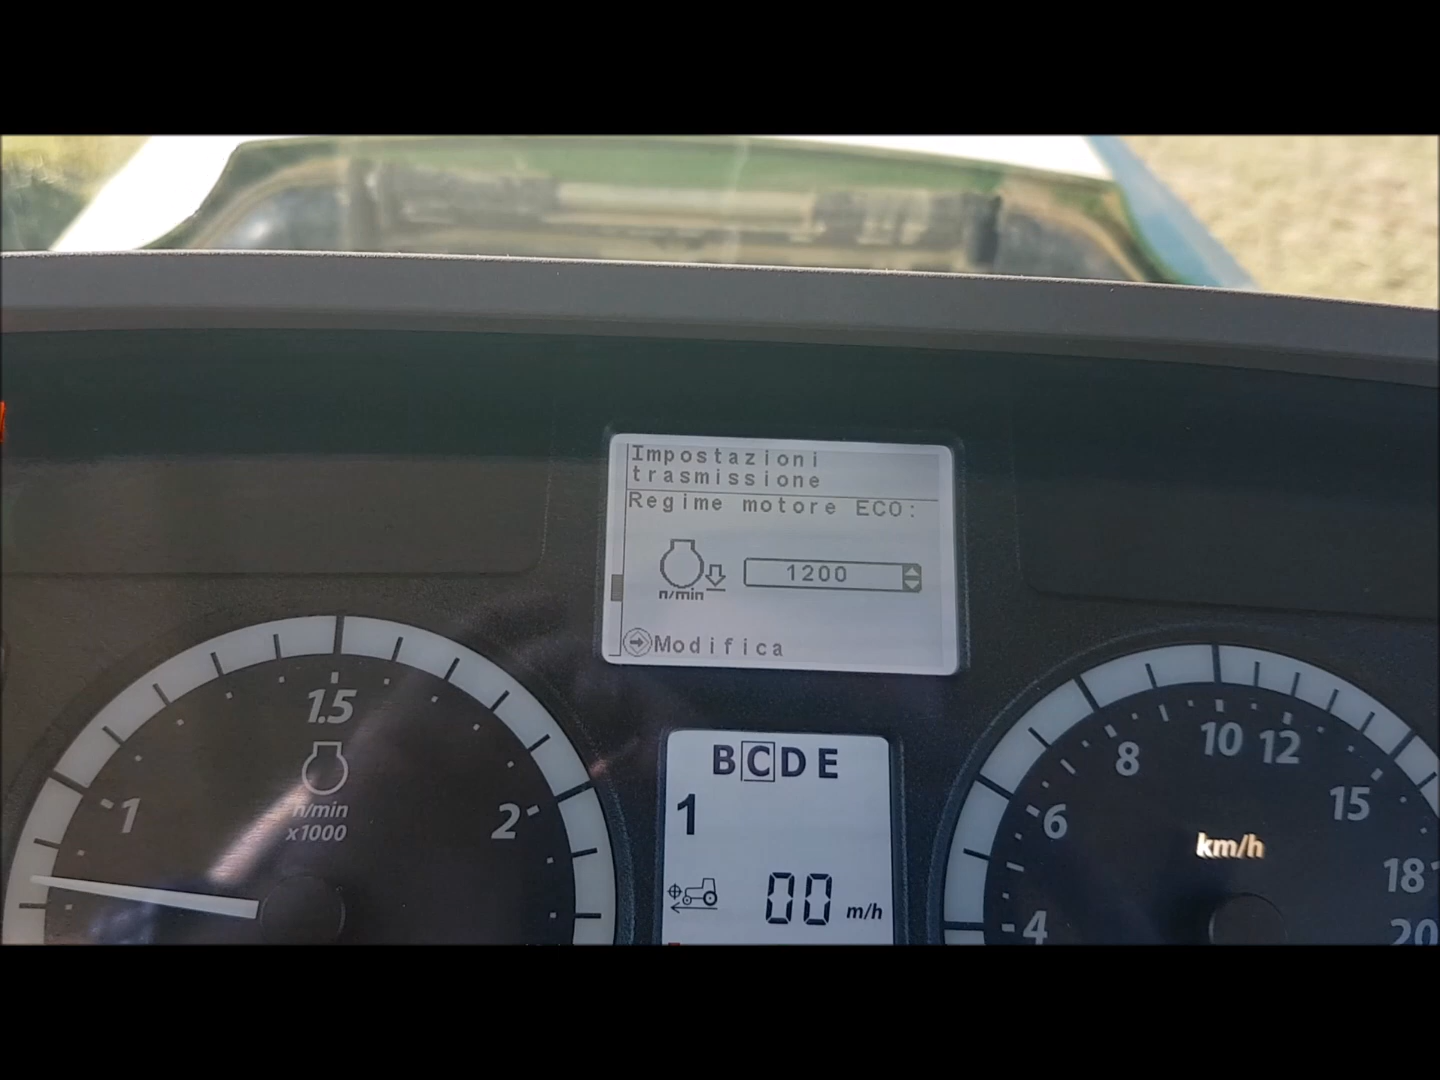 Impostazioni
trasmissione
Regime motore ECO:
1200
n/min
Modifica
1.5
1
2
n/min
x1000
B C D E
1
00 m/h
10
12
8
15
6
km/h
18
4
20